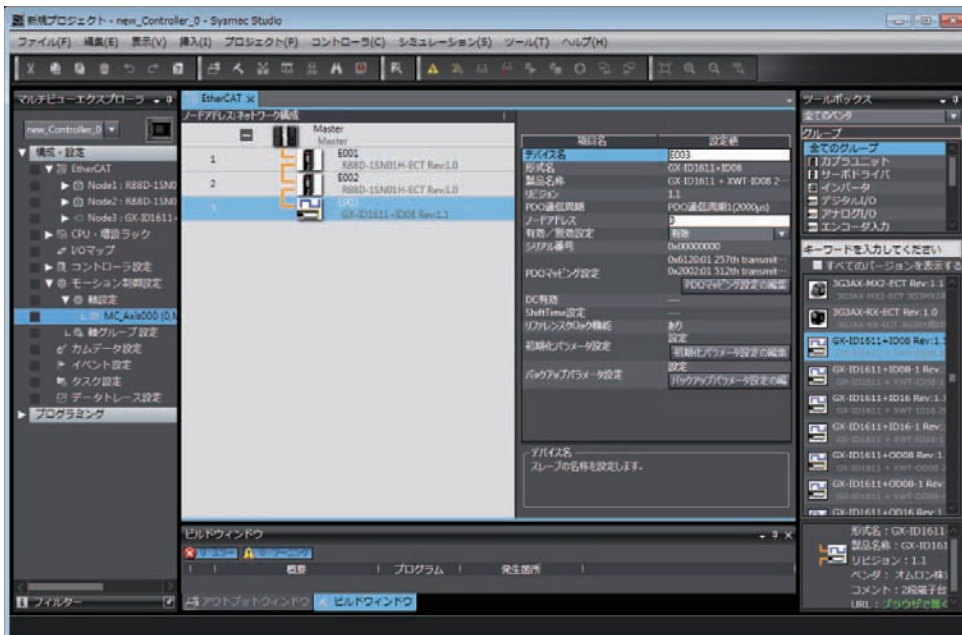 新規プロジェクト - new_Controller_0 - Sysmac Studio
ファイル(F) 編集(E) 表示(V) 挿入(I) プロジェクト(P) コントローラ(C) シミュレーション(S) ツール(T) ヘルプ(H)
マルチビューエクスプローラ
new_Controller_0
構成・設定
EtherCAT
Node1 : R88D-1SN0
Node2 : R88D-1SN0
Node3 : GX-ID1611+
CPU・増設ラック
I/Oマップ
コントローラ設定
モーション制御設定
軸設定
MC_Axis000 (0,M
軸グループ設定
カムデータ設定
イベント設定
タスク設定
データトレース設定
プログラミング
フィルター
EtherCAT
ノードアドレス ネットワーク構成
Master
Master
1
E001
R88D-1SN01H-ECT Rev:1.0
2
E002
R88D-1SN01H-ECT Rev:1.0
3
E003
GX-ID1611+ID08 Rev:1.1
項目名 設定値
デバイス名 E003
形式名 GX-ID1611+ID08
製品名称 GX-ID1611 + XWT-ID08 2…
リビジョン 1.1
PDO通信周期 PDO通信周期1(2000μs)
ノードアドレス 3
有効／無効設定 有効
シリアル番号 0x00000000
PDOマッピング設定
0x6120:01 257th transmit…
0x2002:01 512th transmit…
PDOマッピング設定の編集
DC有効 ―
ShiftTime設定 ―
リファレンスクロック機能 あり
初期化パラメータ設定 設定
初期化パラメータ設定の編集
バックアップパラメータ設定 設定
バックアップパラメータ設定の編
デバイス名
スレーブの名称を設定します。
ビルドウィンドウ
0 エラー 0 ワーニング
概要 プログラム 発生箇所
アウトプットウィンドウ ビルドウィンドウ
ツールボックス
全てのベンダ
グループ
全てのグループ
カプラユニット
サーボドライバ
インバータ
デジタルI/O
アナログI/O
エンコーダ入力
キーワードを入力してください
すべてのバージョンを表示する
3G3AX-MX2-ECT Rev:1.1
3G3AX-RX-ECT Rev:1.0
GX-ID1611+ID08 Rev:1.1
GX-ID1611+ID08-1 Rev:
GX-ID1611+ID16 Rev:1.
GX-ID1611+ID16-1 Rev:
GX-ID1611+OD08 Rev:1.
GX-ID1611+OD08-1 Rev
GX-ID1611+OD16 Rev:1.
形式名 : GX-ID1611
製品名称 : GX-ID161
リビジョン : 1.1
ベンダ : オムロン株
コメント : 2段端子台
URL : ブラウザで開く